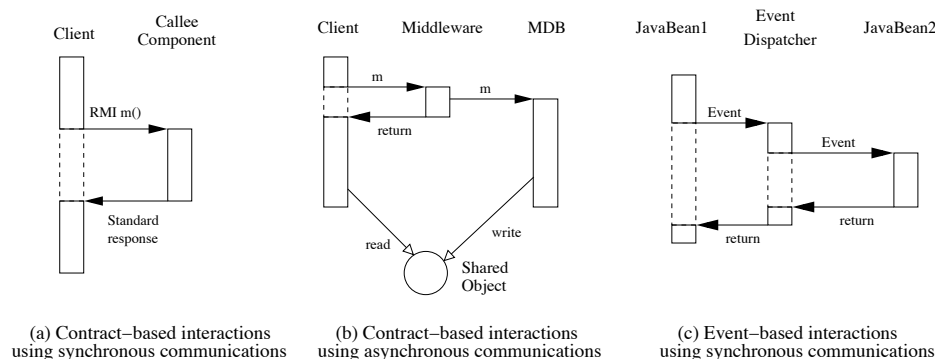 Client
Callee
Component
RMI m()
Standard
response
(a) Contract−based interactions
using synchronous communications
Client
Middleware
MDB
m
m
return
read
write
Shared
Object
(b) Contract−based interactions
using asynchronous communications
JavaBean1
Event
Dispatcher
JavaBean2
Event
Event
return
return
(c) Event−based interactions
using synchronous communications